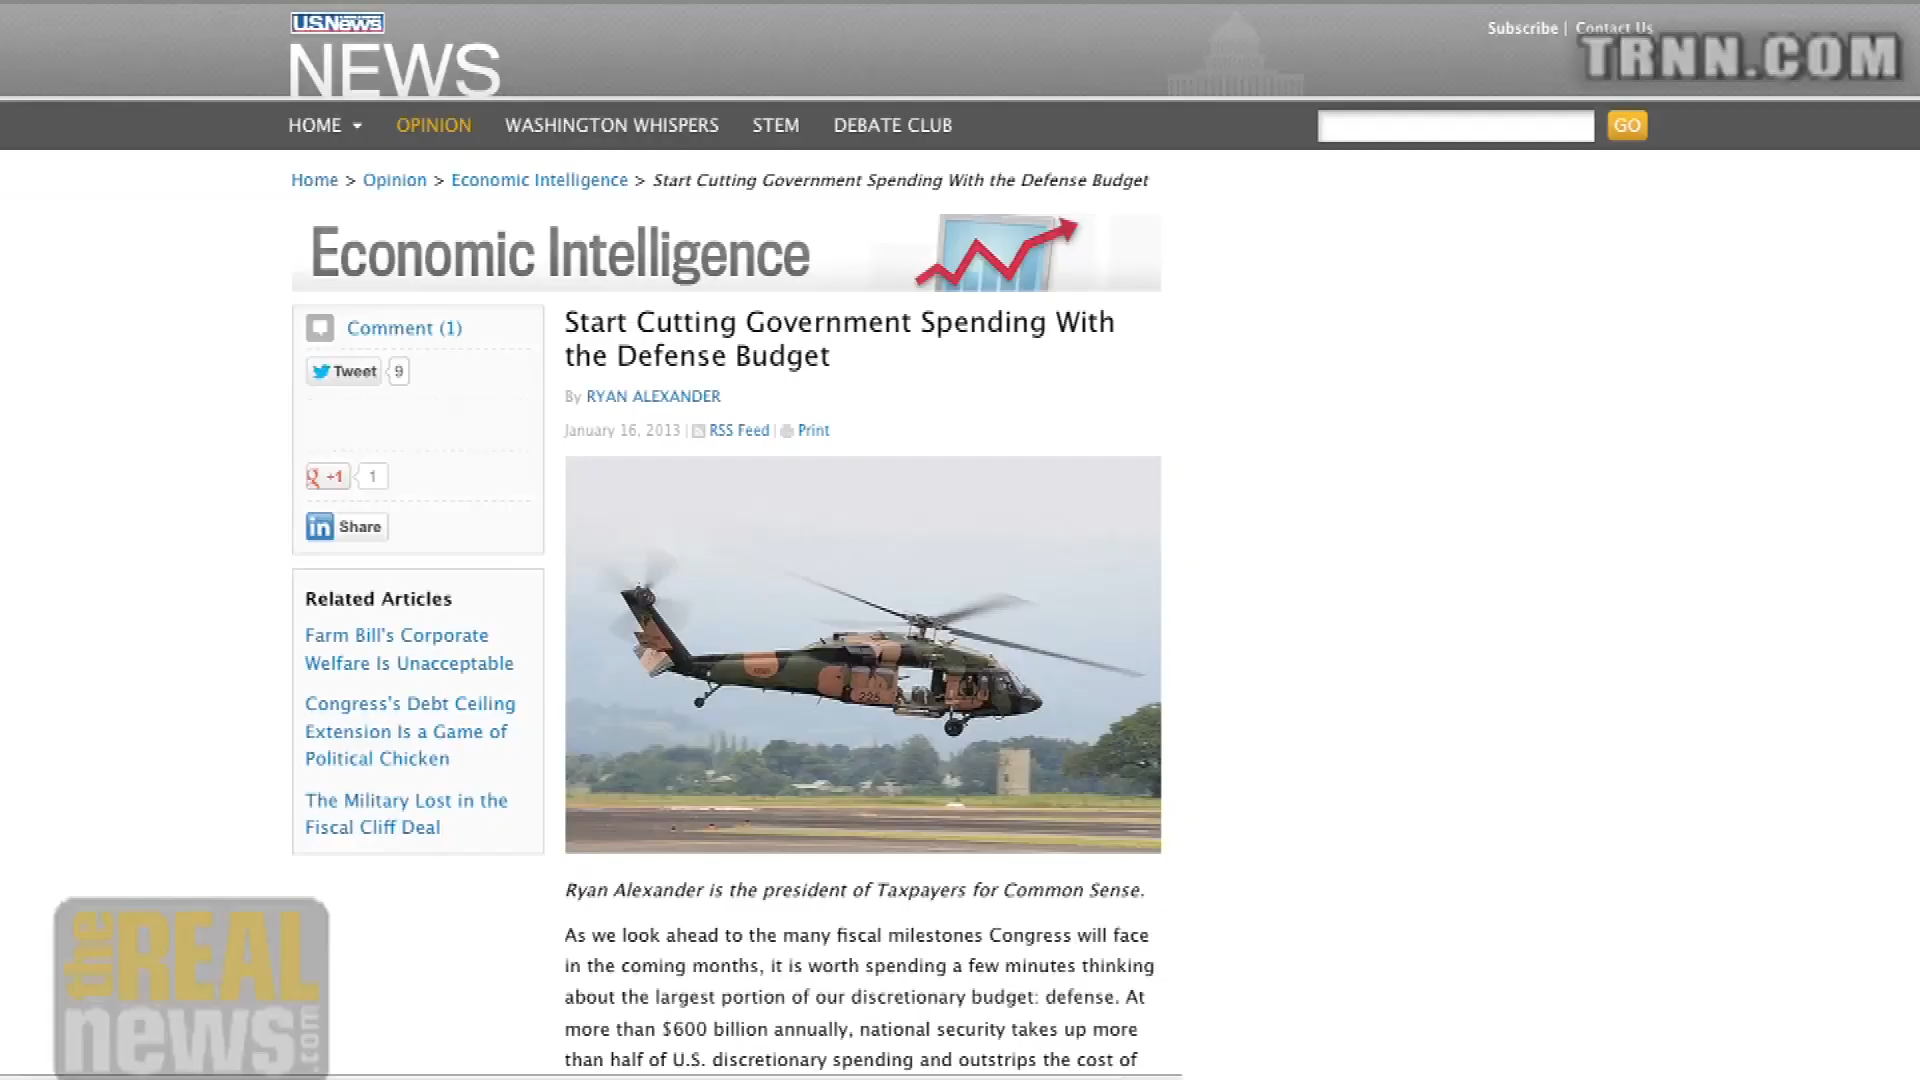 U.S.News
NEWS
Subscribe | Contact Us
TRNN.COM
HOME OPINION WASHINGTON WHISPERS STEM DEBATE CLUB
GO
Home > Opinion > Economic Intelligence > Start Cutting Government Spending With the Defense Budget
Economic Intelligence
Comment (1)
Tweet 9
+1 1
in Share
Related Articles
Farm Bill's Corporate
Welfare Is Unacceptable
Congress's Debt Ceiling
Extension Is a Game of
Political Chicken
The Military Lost in the
Fiscal Cliff Deal
Start Cutting Government Spending With
the Defense Budget
By RYAN ALEXANDER
January 16, 2013 | RSS Feed | Print
225
Ryan Alexander is the president of Taxpayers for Common Sense.
As we look ahead to the many fiscal milestones Congress will face
in the coming months, it is worth spending a few minutes thinking
about the largest portion of our discretionary budget: defense. At
more than $600 billion annually, national security takes up more
than half of U.S. discretionary spending and outstrips the cost of
the REAL
news.com